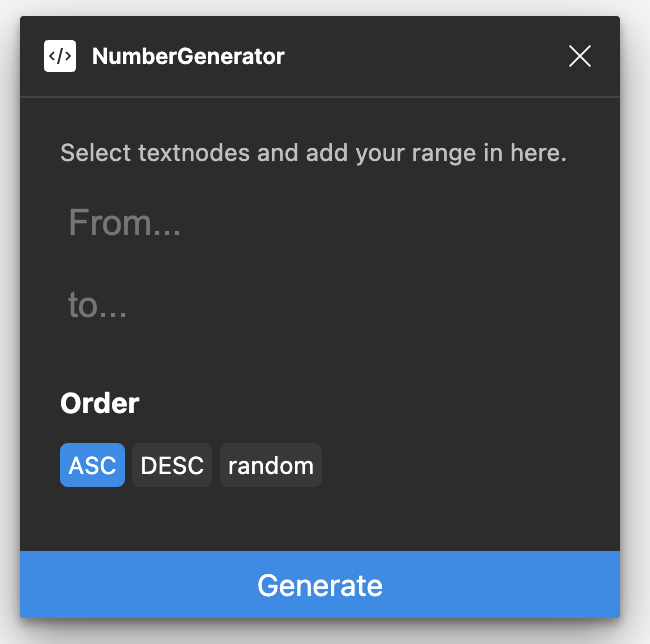 </> NumberGenerator
Select textnodes and add your range in here.
From...
to...
Order
ASC DESC random
Generate